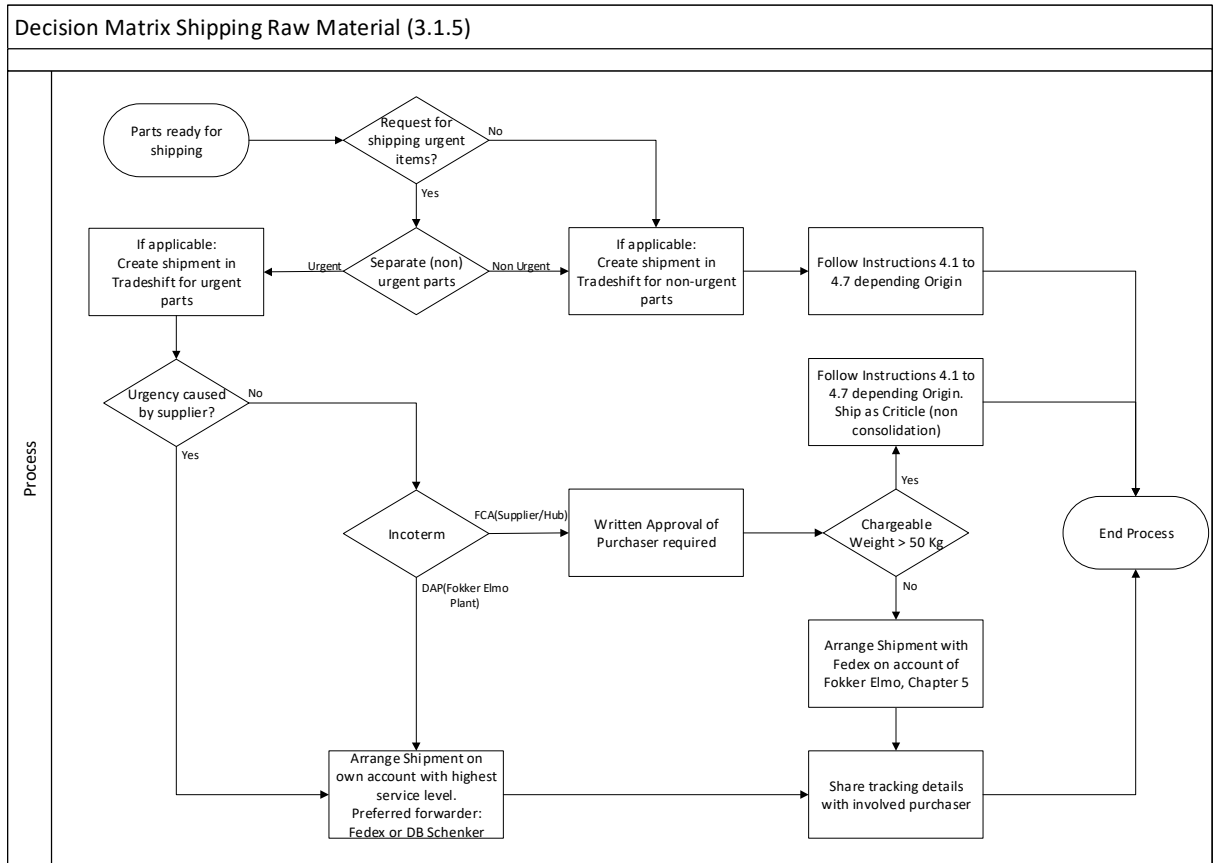 Decision Matrix Shipping Raw Material (3.1.5)
Process
Parts ready for
shipping
Request for
shipping urgent
items?
No
Yes
If applicable:
Create shipment in
Tradeshift for urgent
parts
Urgent
Separate (non)
urgent parts
Non Urgent
If applicable:
Create shipment in
Tradeshift for non-urgent
parts
Follow Instructions 4.1 to
4.7 depending Origin
Urgency caused
by supplier?
No
Yes
Follow Instructions 4.1 to
4.7 depending Origin.
Ship as Criticle (non
consolidation)
Yes
Incoterm
FCA(Supplier/Hub)
DAP(Fokker Elmo
Plant)
Written Approval of
Purchaser required
Chargeable
Weight > 50 Kg
No
End Process
Arrange Shipment with
Fedex on account of
Fokker Elmo, Chapter 5
Arrange Shipment on
own account with highest
service level.
Preferred forwarder:
Fedex or DB Schenker
Share tracking details
with involved purchaser